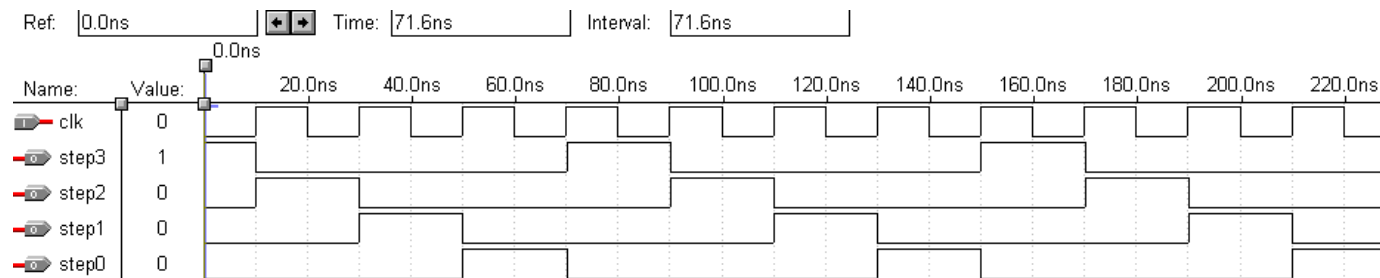 Ref: 0.0ns Time: 71.6ns Interval: 71.6ns
0.0ns
Name: Value: 20.0ns 40.0ns 60.0ns 80.0ns 100.0ns 120.0ns 140.0ns 160.0ns 180.0ns 200.0ns 220.0ns
clk 0
step3 1
step2 0
step1 0
step0 0